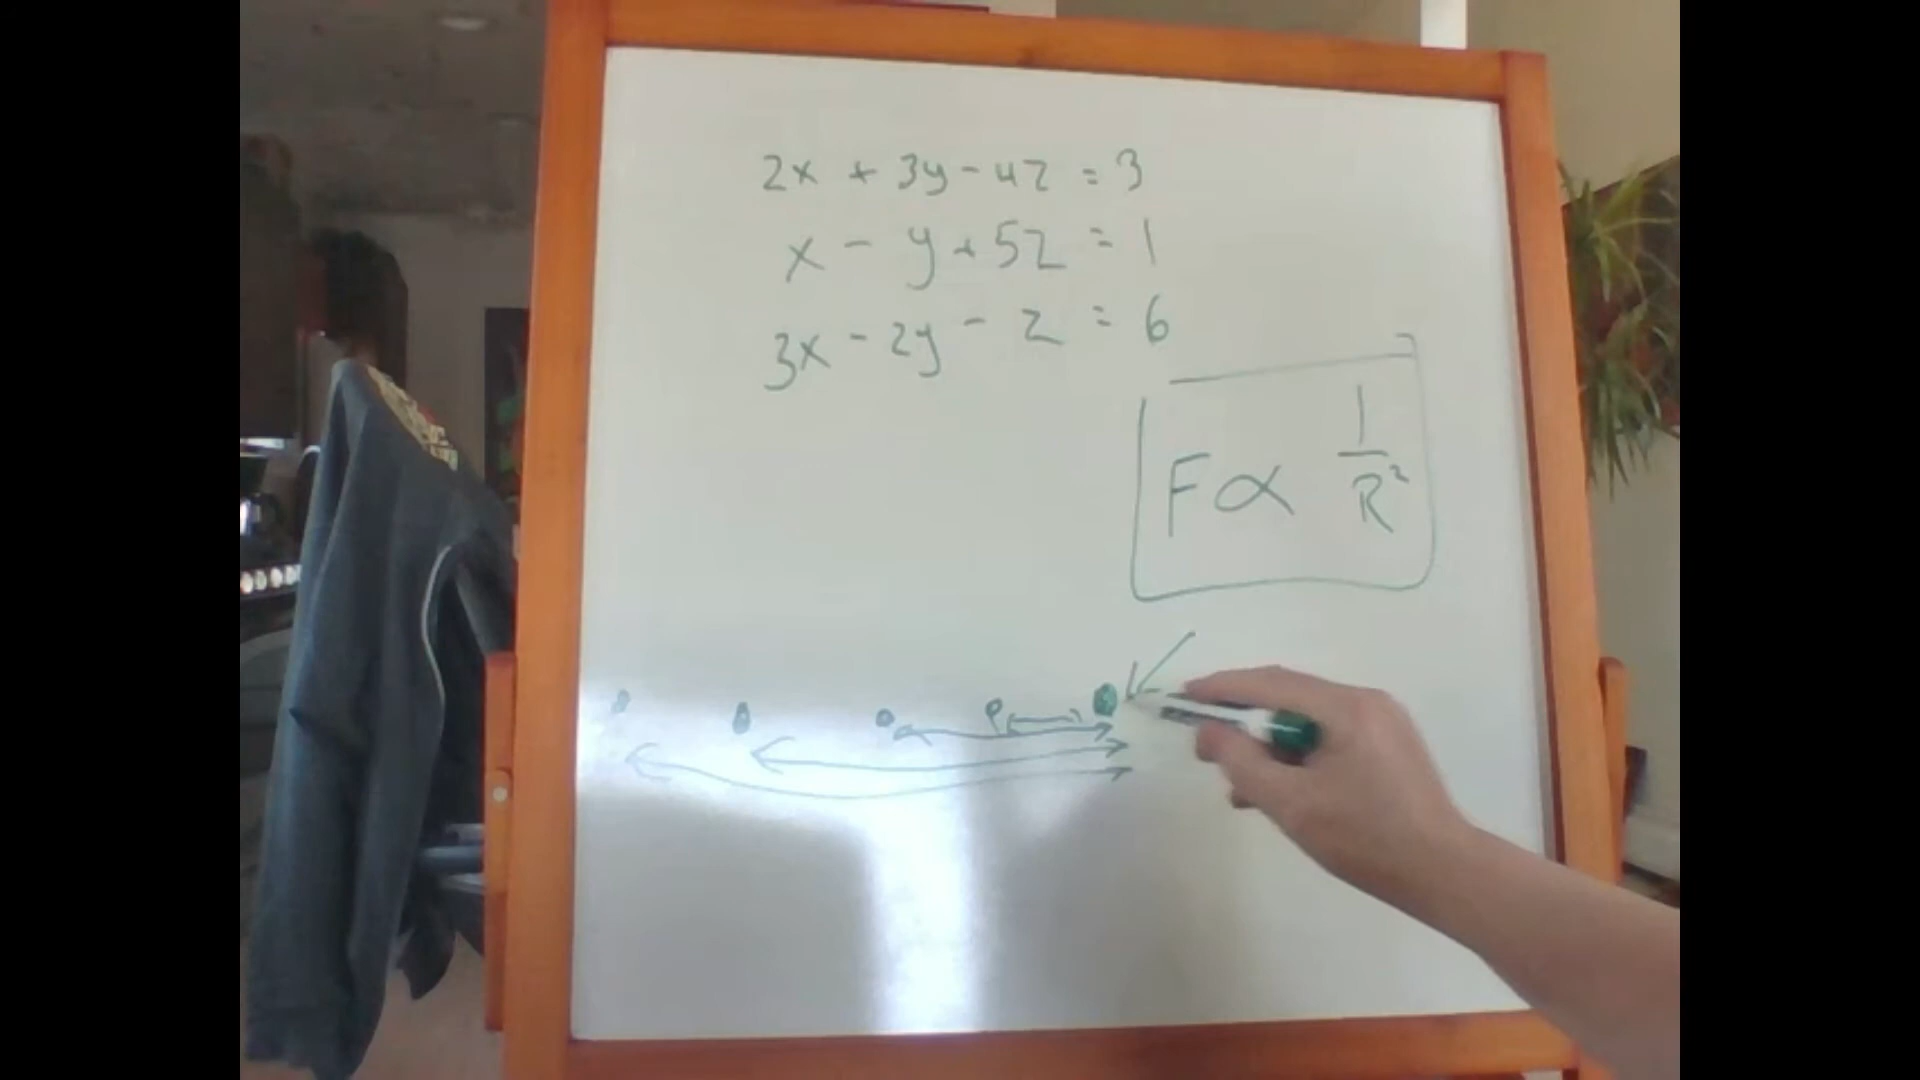 2x + 3y - 4z = 3
x - y + 5z = 1
3x - 2y - z = 6
F ∝ 1/R²